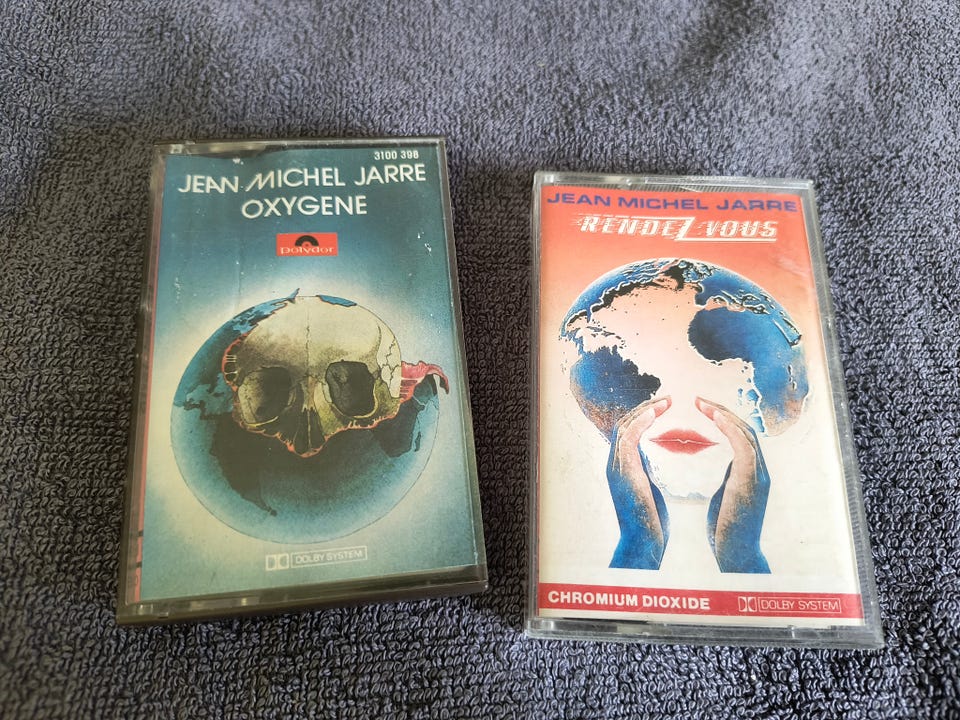 3100 398
JEAN-MICHEL JARRE
OXYGENE
Polydor
DOLBY SYSTEM
JEAN MICHEL JARRE
RENDEZ-VOUS
CHROMIUM DIOXIDE
DOLBY SYSTEM